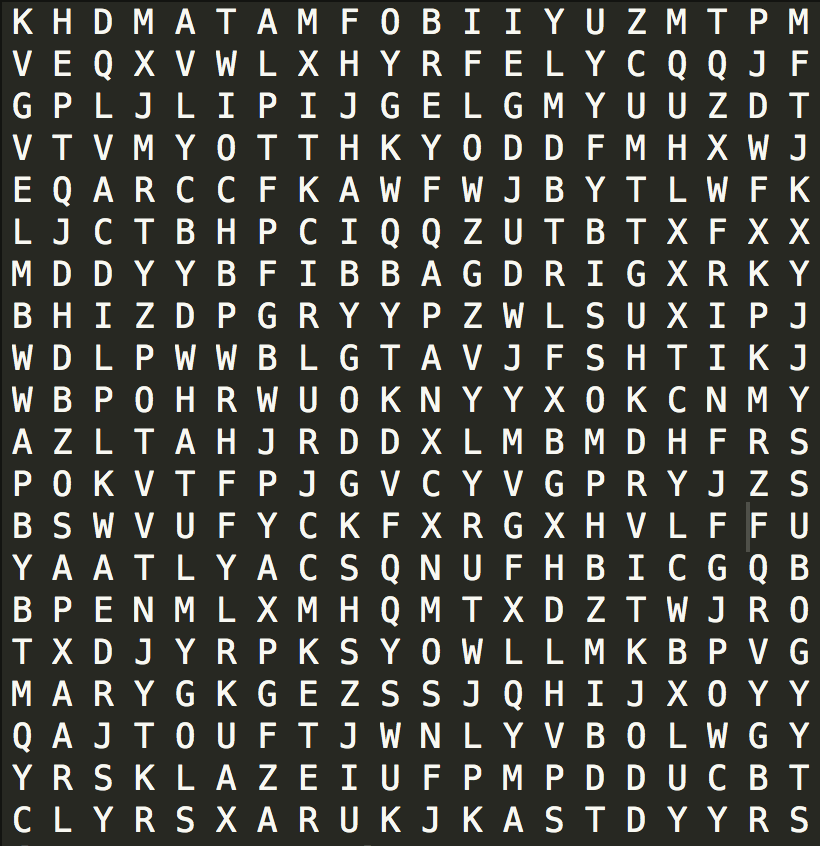 K H D M A T A M F O B I I Y U Z M T P M
V E Q X V W L X H Y R F E L Y C Q Q J F
G P L J L I P I J G E L G M Y U U Z D T
V T V M Y O T T H K Y O D D F M H X W J
E Q A R C C F K A W F W J B Y T L W F K
L J C T B H P C I Q Q Z U T B T X F X X
M D D Y Y B F I B B A G D R I G X R K Y
B H I Z D P G R Y Y P Z W L S U X I P J
W D L P W W B L G T A V J F S H T I K J
W B P O H R W U O K N Y Y X O K C N M Y
A Z L T A H J R D D X L M B M D H F R S
P O K V T F P J G V C Y V G P R Y J Z S
B S W V U F Y C K F X R G X H V L F F U
Y A A T L Y A C S Q N U F H B I C G Q B
B P E N M L X M H Q M T X D Z T W J R O
T X D J Y R P K S Y O W L L M K B P V G
M A R Y G K G E Z S S J Q H I J X O Y Y
Q A J T O U F T J W N L Y V B O L W G Y
Y R S K L A Z E I U F P M P D D U C B T
C L Y R S X A R U K J K A S T D Y Y R S